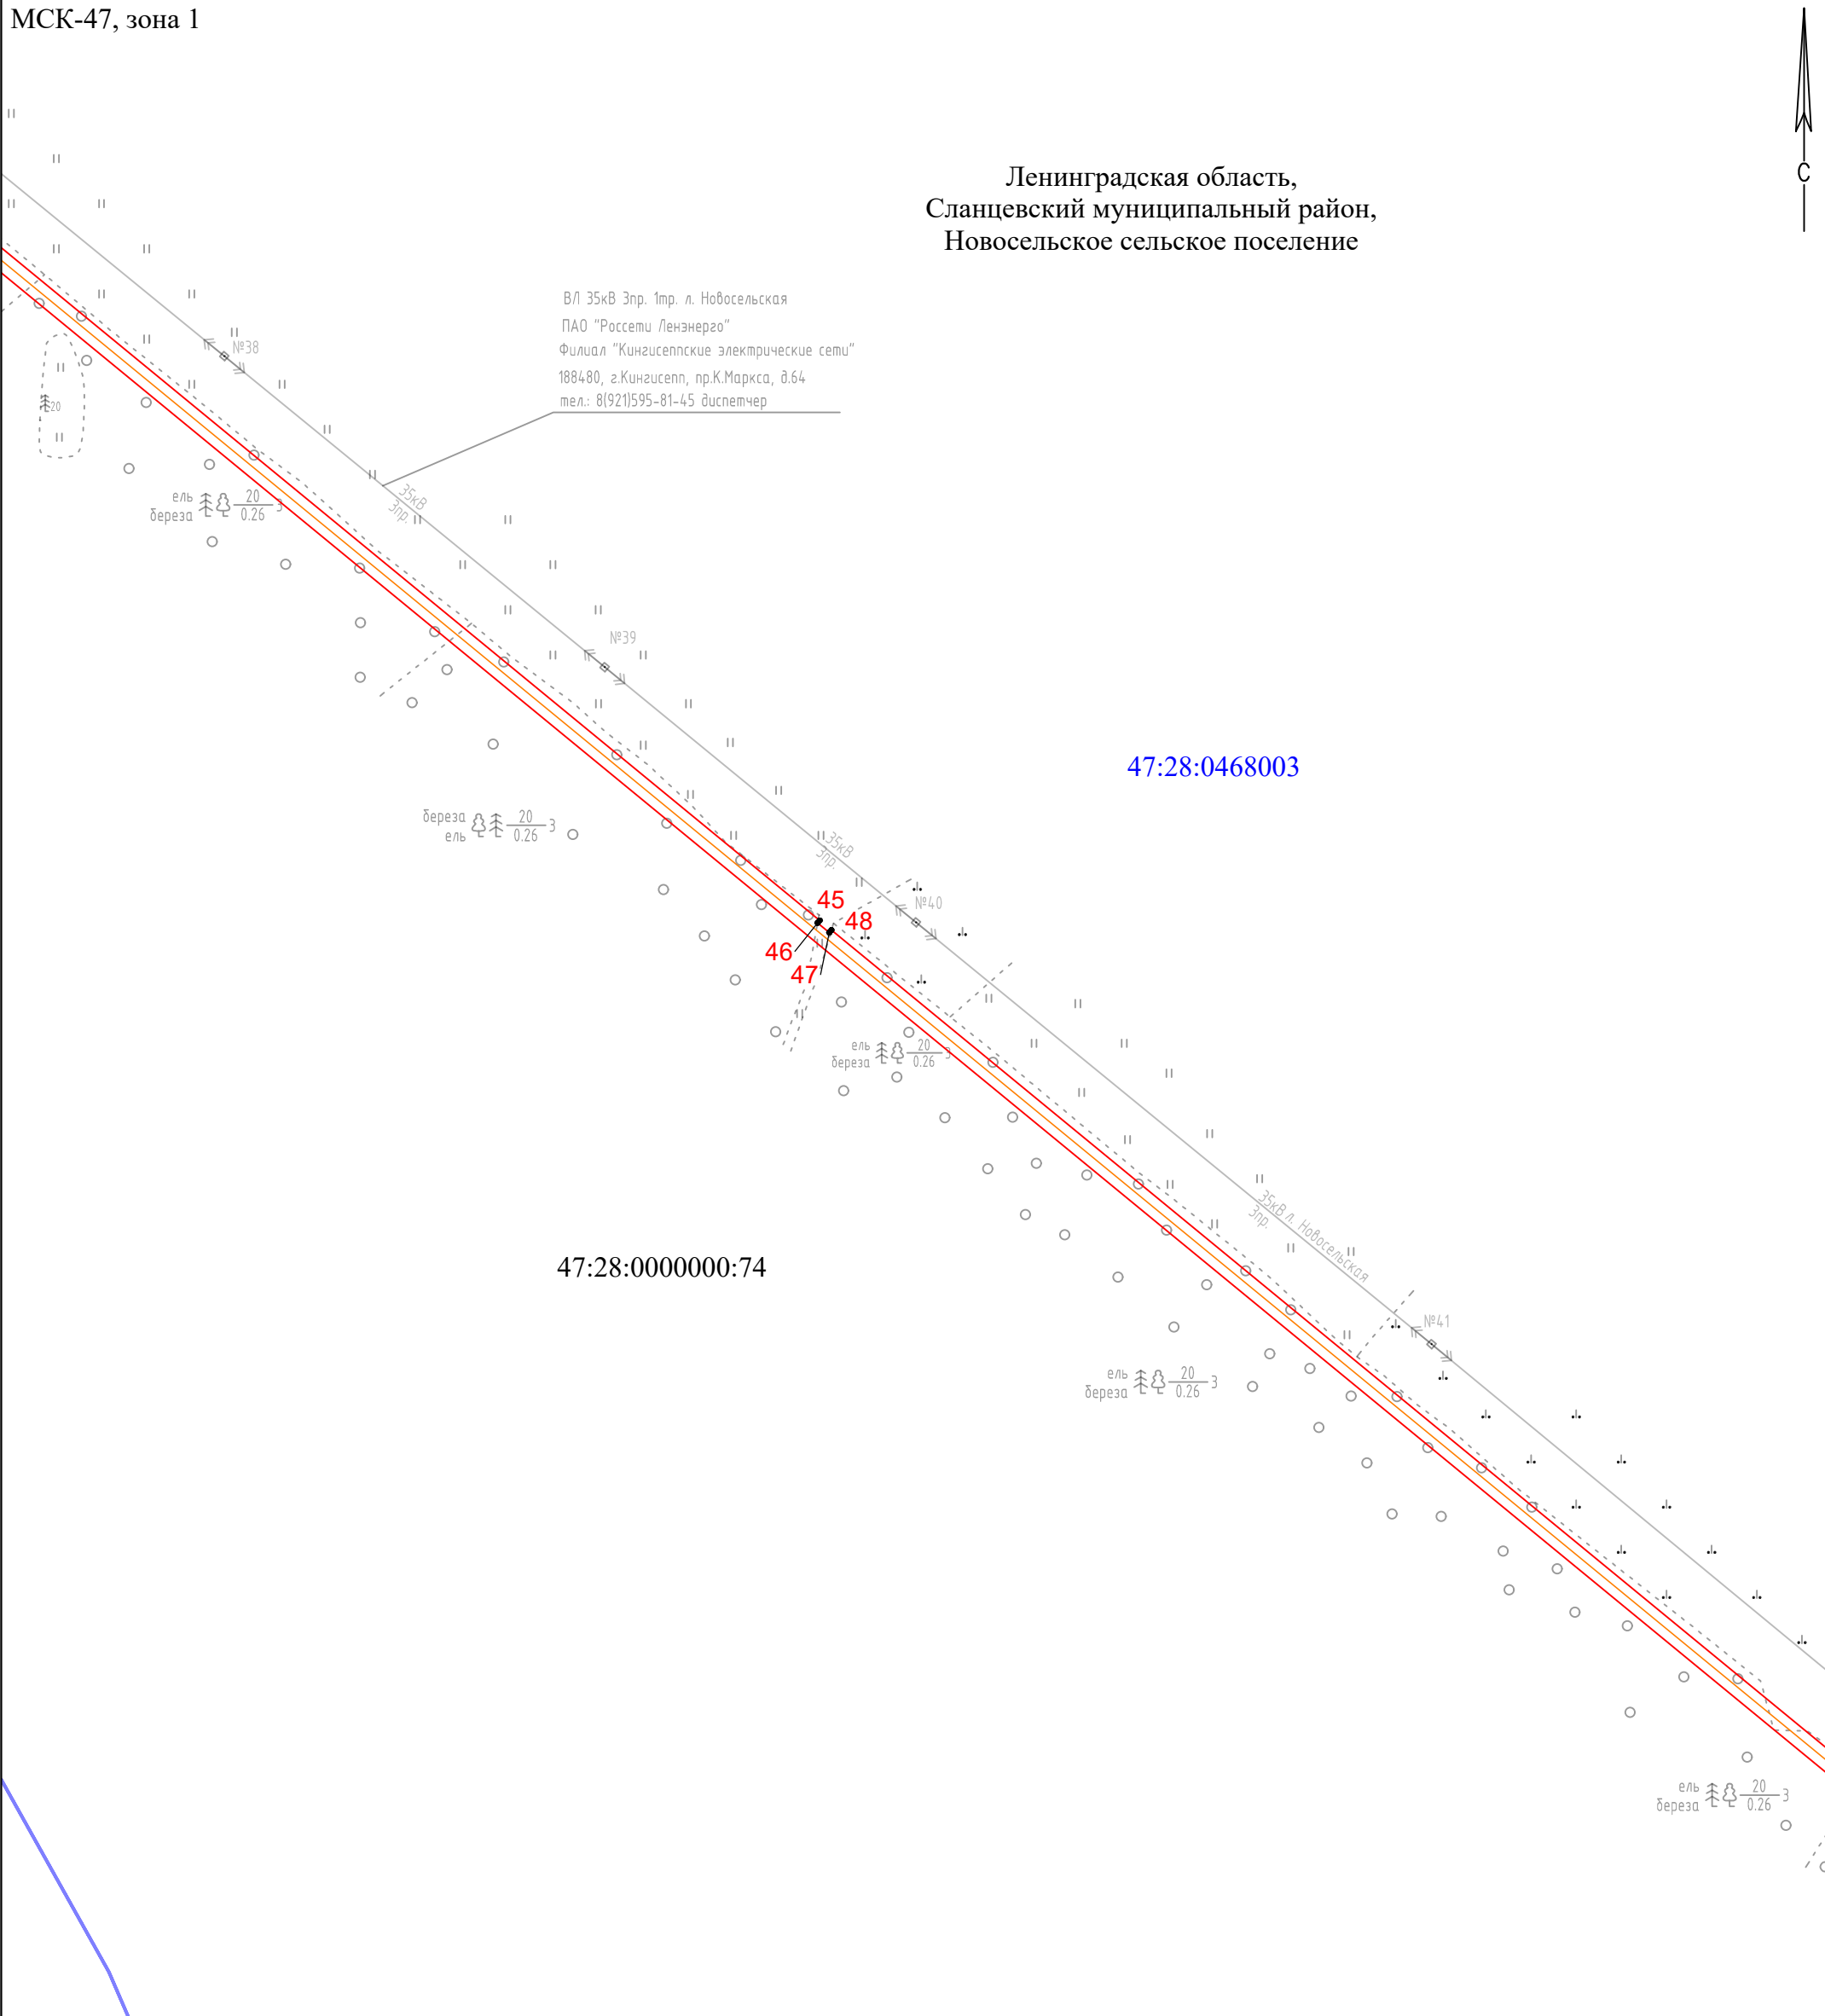 МСК-47, зона 1
С
Ленинградская область,
Сланцевский муниципальный район,
Новосельское сельское поселение
ВЛ 35кВ 3пр. 1тр. л. Новосельская
ПАО "Россети Ленэнерго"
Филиал "Кингисеппские электрические сети"
188480, г.Кингисепп, пр.К.Маркса, д.64
тел.: 8(921)595-81-45 диспетчер
№38
20
35кВ
3пр.
ель
береза
20
0.26
3
№39
47:28:0468003
береза
ель
20
0.26
3
35кВ
3пр.
45
№40
48
46
47
ель
береза
20
0.26
3
35кВ л. Новосельская
3пр.
47:28:0000000:74
№41
ель
береза
20
0.26
3
ель
береза
20
0.26
3